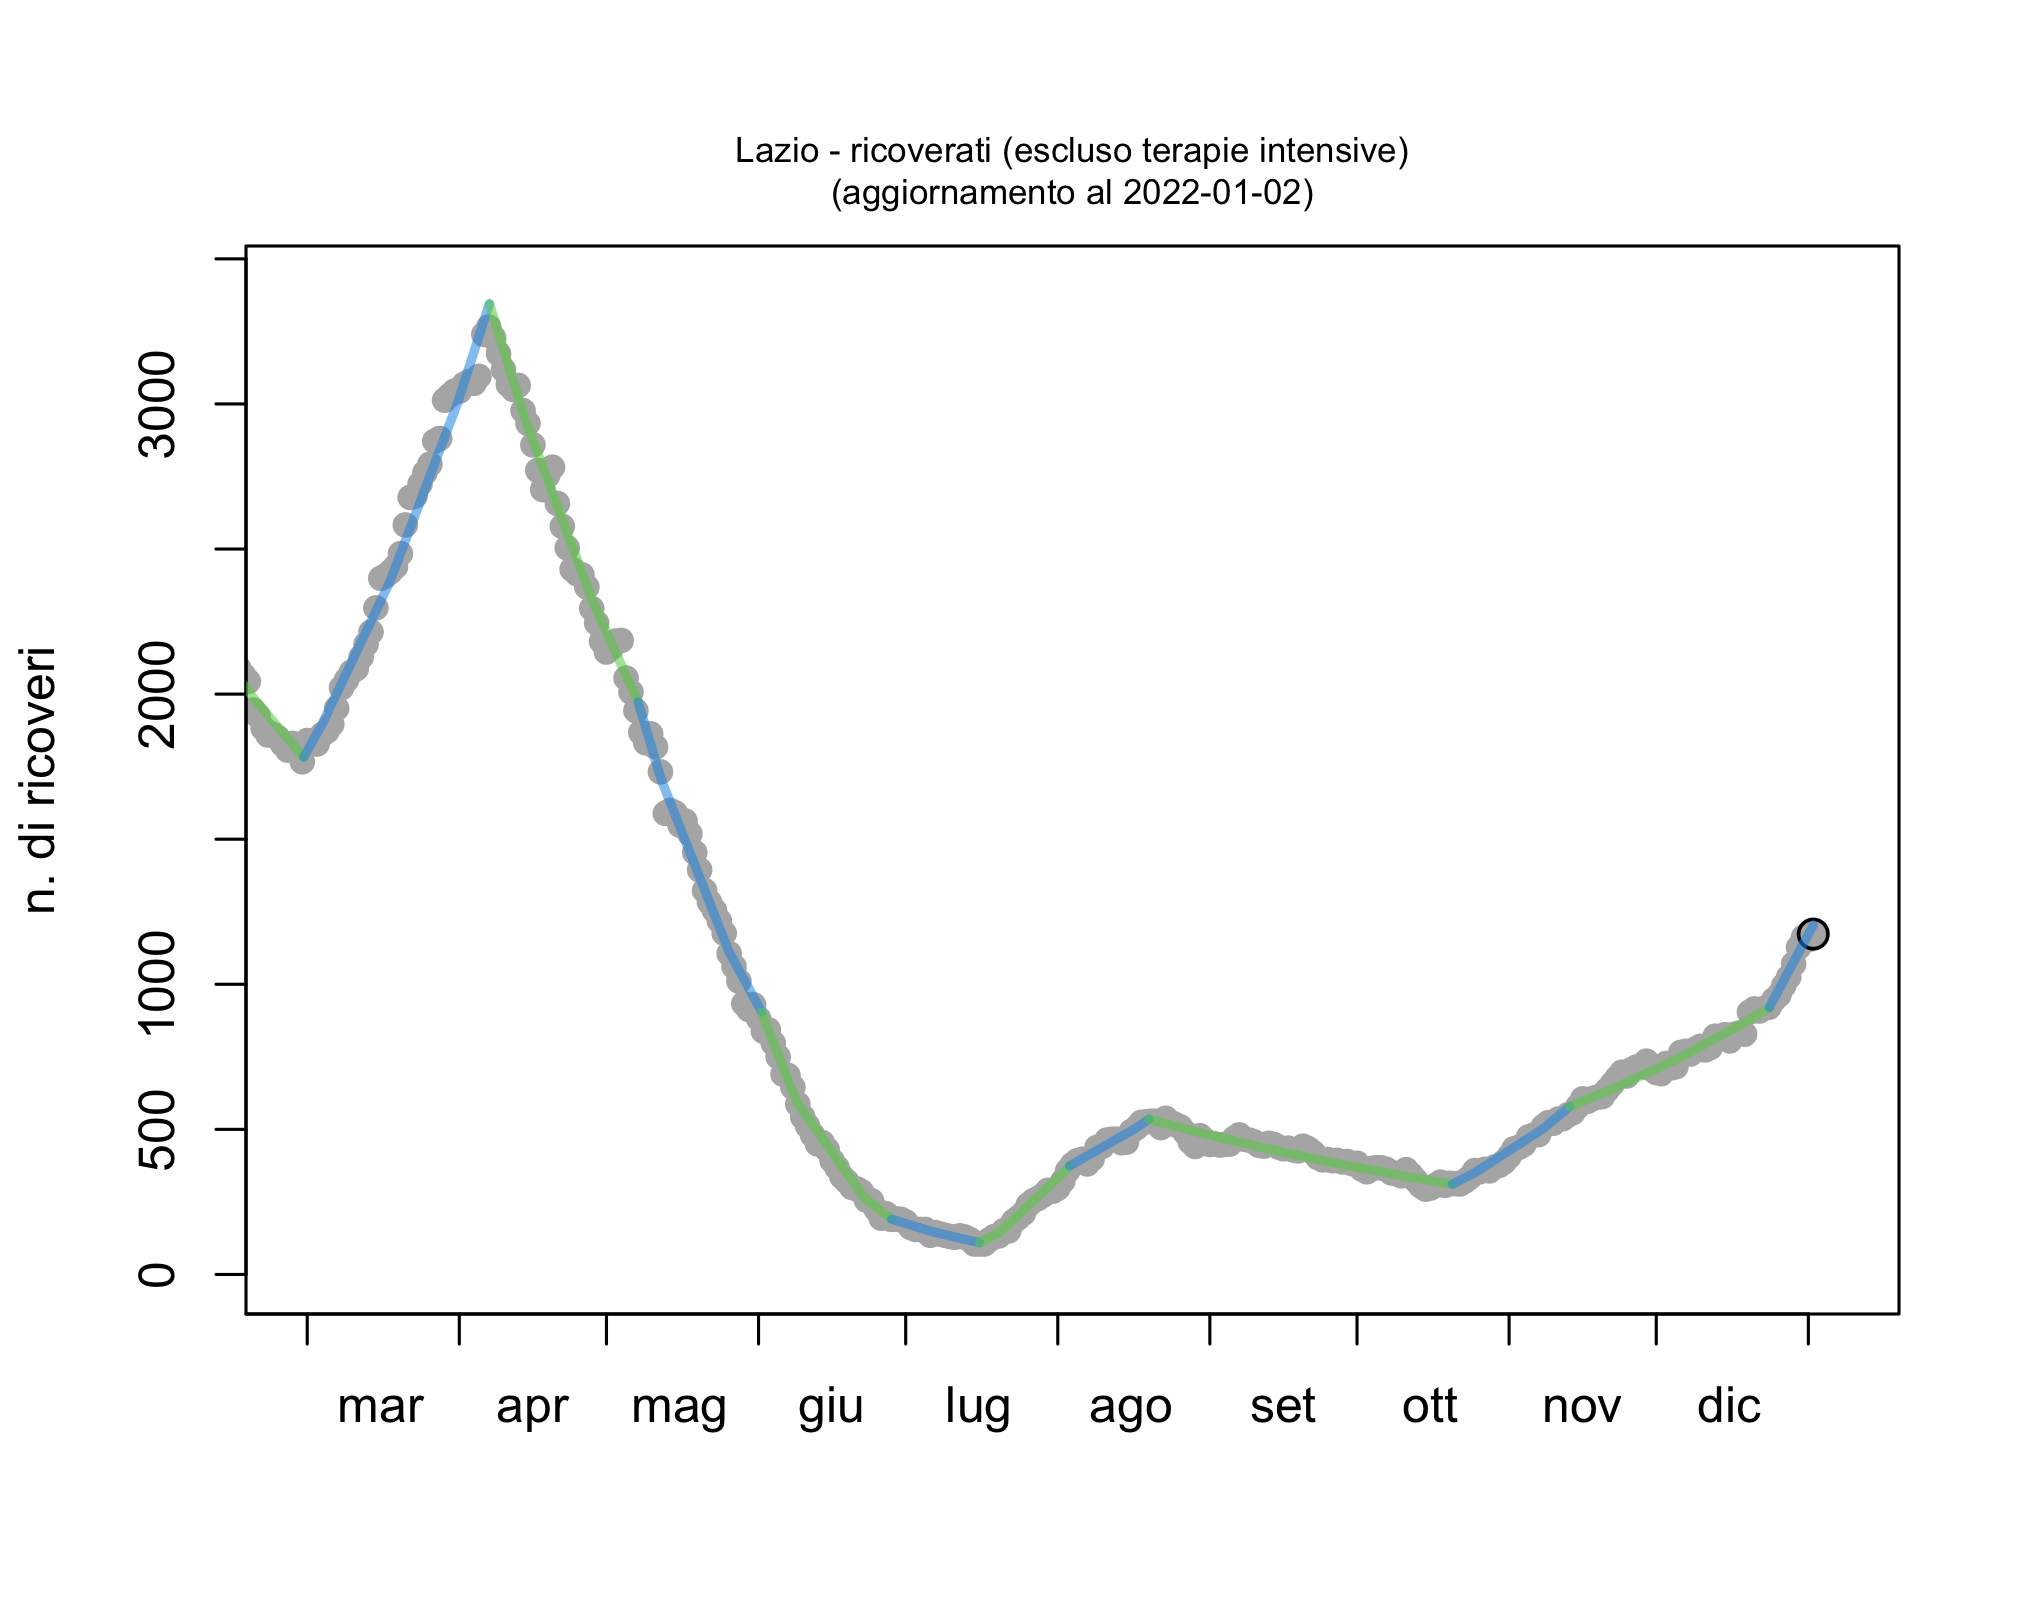 Lazio - ricoverati (escluso terapie intensive)
(aggiornamento al 2022-01-02)
n. di ricoveri
3000
2000
1000
500
0
mar apr mag giu lug ago set ott nov dic